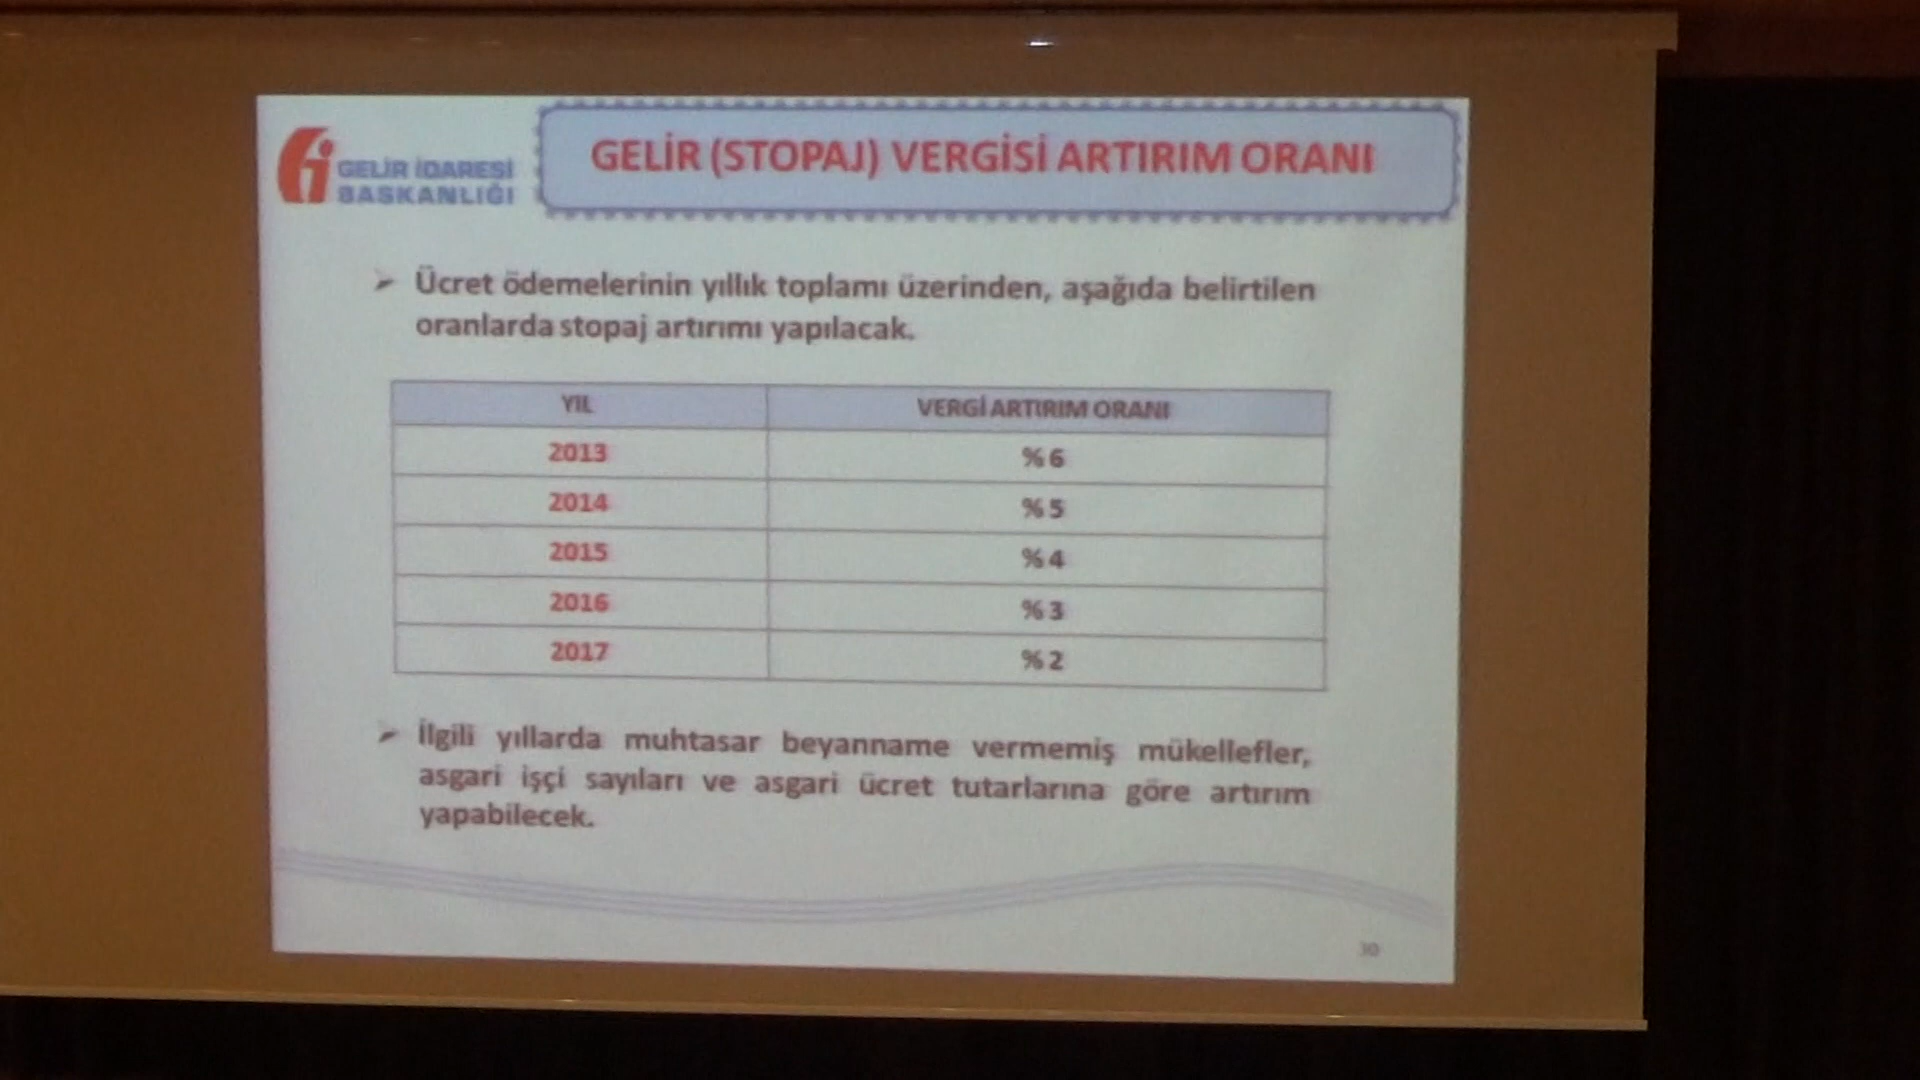 GELİR İDARESİ
BAŞKANLIĞI
GELİR (STOPAJ) VERGİSİ ARTIRIM ORANI
Ücret ödemelerinin yıllık toplamı üzerinden, aşağıda belirtilen
oranlarda stopaj artırımı yapılacak.
YIL VERGİ ARTIRIM ORANI
2013 % 6
2014 % 5
2015 % 4
2016 % 3
2017 % 2
İlgili yıllarda muhtasar beyanname vermemiş mükellefler,
asgari işçi sayıları ve asgari ücret tutarlarına göre artırım
yapabilecek.
30